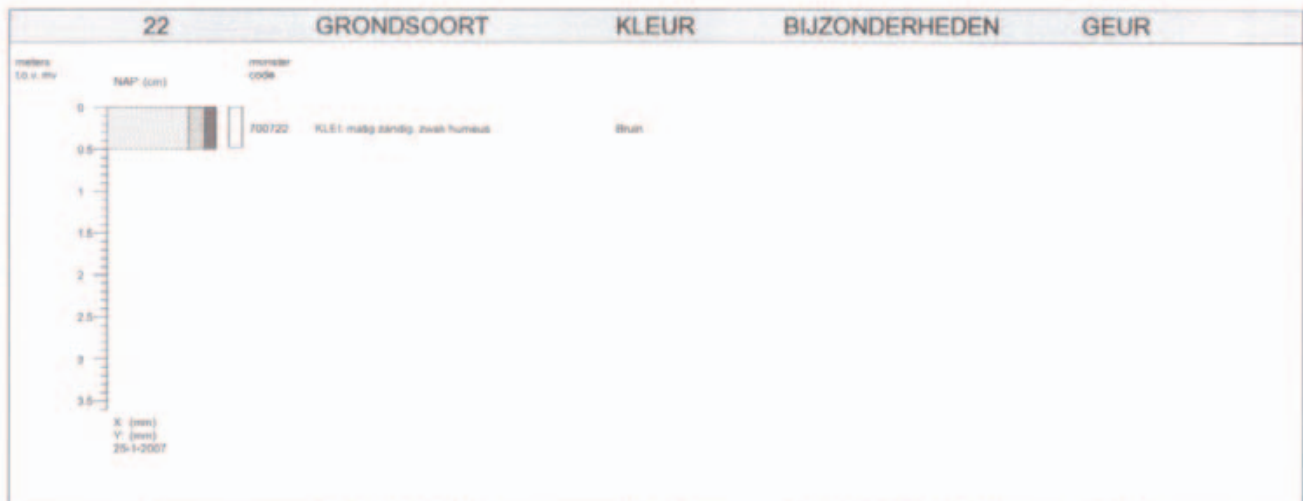 22 GRONDSOORT KLEUR BIJZONDERHEDEN GEUR
meters monster
t.o.v. mv NAP (cm) code
0
700722 KLEI: matig zandig, zwak humeus Bruin
0.5
1
1.5
2
2.5
3
3.5
X: (mm)
Y: (mm)
25-1-2007